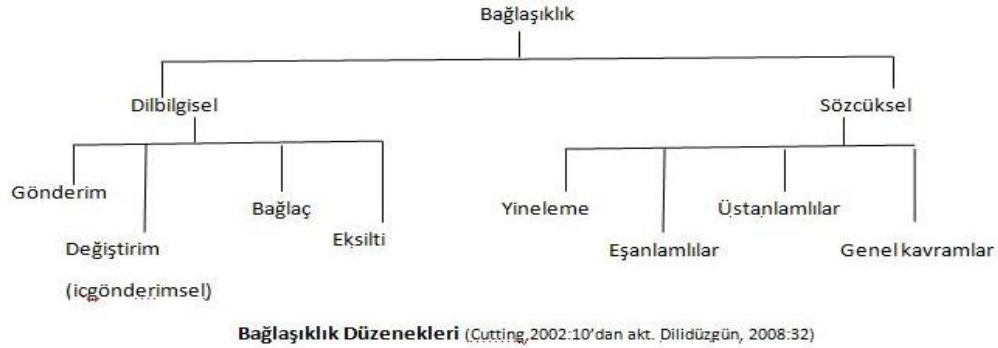 Bağlaşıklık
Dilbilgisel
Sözcüksel
Gönderim
Değiştirim
(içgönderimsel)
Bağlaç
Eksilti
Yineleme
Eşanlamlılar
Üstanlamlılar
Genel kavramlar
Bağlaşıklık Düzenekleri (Cutting,2002:10'dan akt. Dilidüzgün, 2008:32)